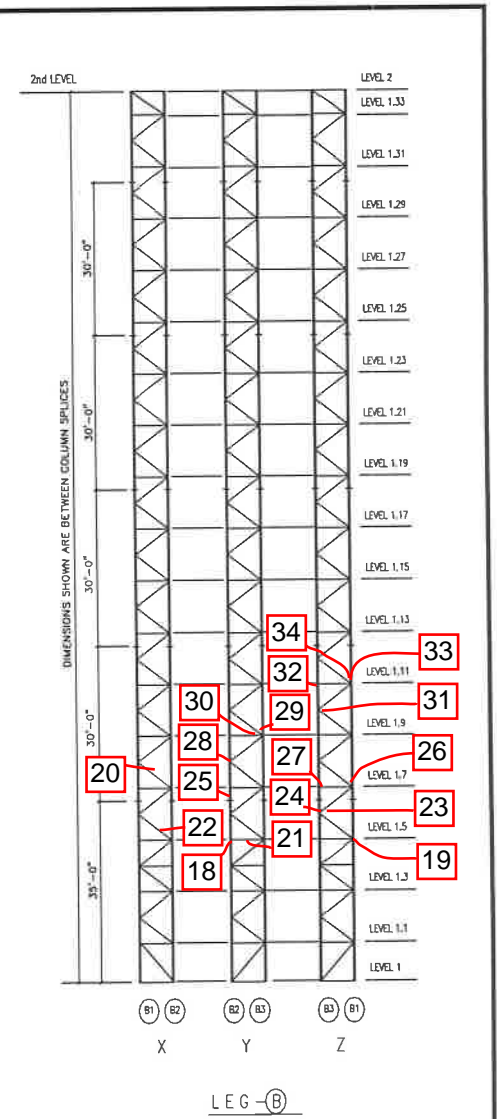 2nd LEVEL
LEVEL 2
LEVEL 1.33
LEVEL 1.31
LEVEL 1.29
LEVEL 1.27
LEVEL 1.25
LEVEL 1.23
LEVEL 1.21
LEVEL 1.19
LEVEL 1.17
LEVEL 1.15
LEVEL 1.13
LEVEL 1.11
LEVEL 1.9
LEVEL 1.7
LEVEL 1.5
LEVEL 1.3
LEVEL 1.1
LEVEL 1
DIMENSIONS SHOWN ARE BETWEEN COLUMN SPLICES
30'-0"
30'-0"
30'-0"
30'-0"
35'-0"
34
33
32
31
30
29
28
27
26
20
25
24
23
22
21
18
19
B1 B2 B2 B3 B3 B1
X Y Z
LEG-B